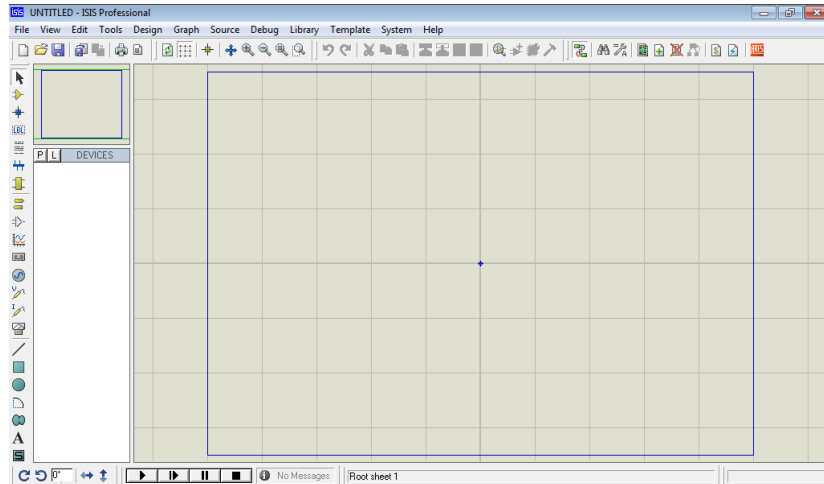 ISIS UNTITLED - ISIS Professional
File View Edit Tools Design Graph Source Debug Library Template System Help
LBL
P L DEVICES
V
I
A
S
0° No Messages Root sheet 1